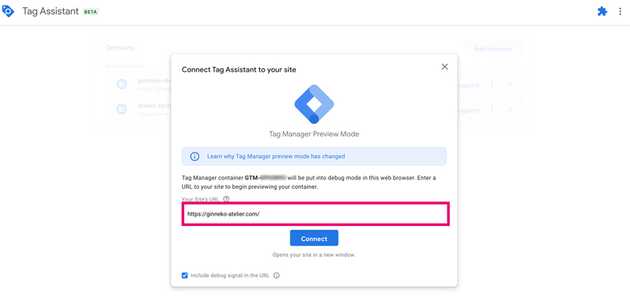 Tag Assistant BETA
Connect Tag Assistant to your site
Tag Manager Preview Mode
Learn why Tag Manager preview mode has changed
Tag Manager container GTM- will be put into debug mode in this web browser. Enter a
URL to your site to begin previewing your container.
Your site's URL
https://ginneko-atelier.com/
Connect
Opens your site in a new window.
Include debug signal in the URL